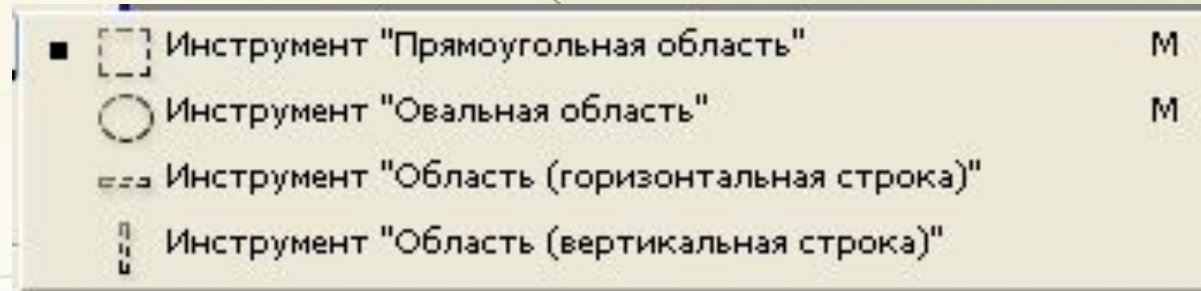 Инструмент "Прямоугольная область" M
Инструмент "Овальная область" M
Инструмент "Область (горизонтальная строка)"
Инструмент "Область (вертикальная строка)"